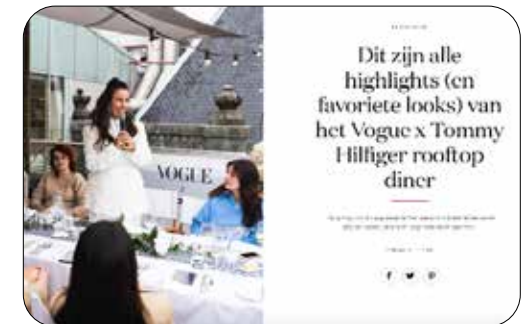 VOGUE
Dit zijn alle
highlights (en
favoriete looks) van
het Vogue x Tommy
Hilfiger rooftop
diner